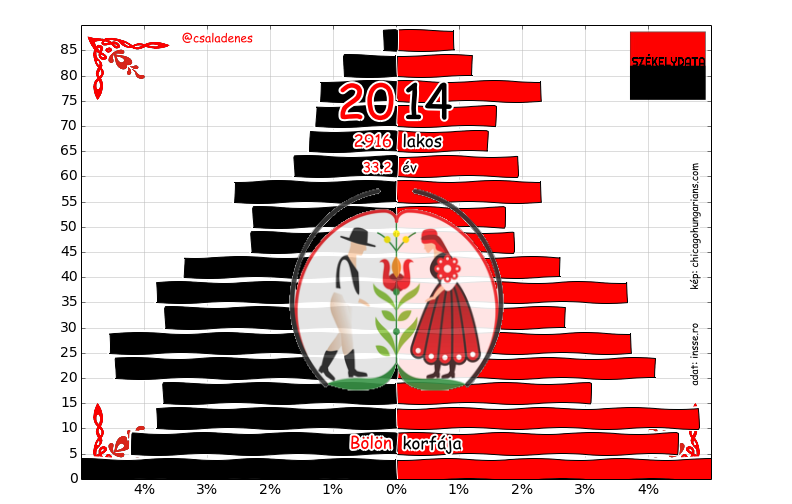 @csaladenes
SZÉKELYDATA
2014
2916 lakos
33.2 év
kép: chicagohungarians.com
adat: insse.ro
Bölön korfája
85
80
75
70
65
60
55
50
45
40
35
30
25
20
15
10
5
0
4% 3% 2% 1% 0% 1% 2% 3% 4%